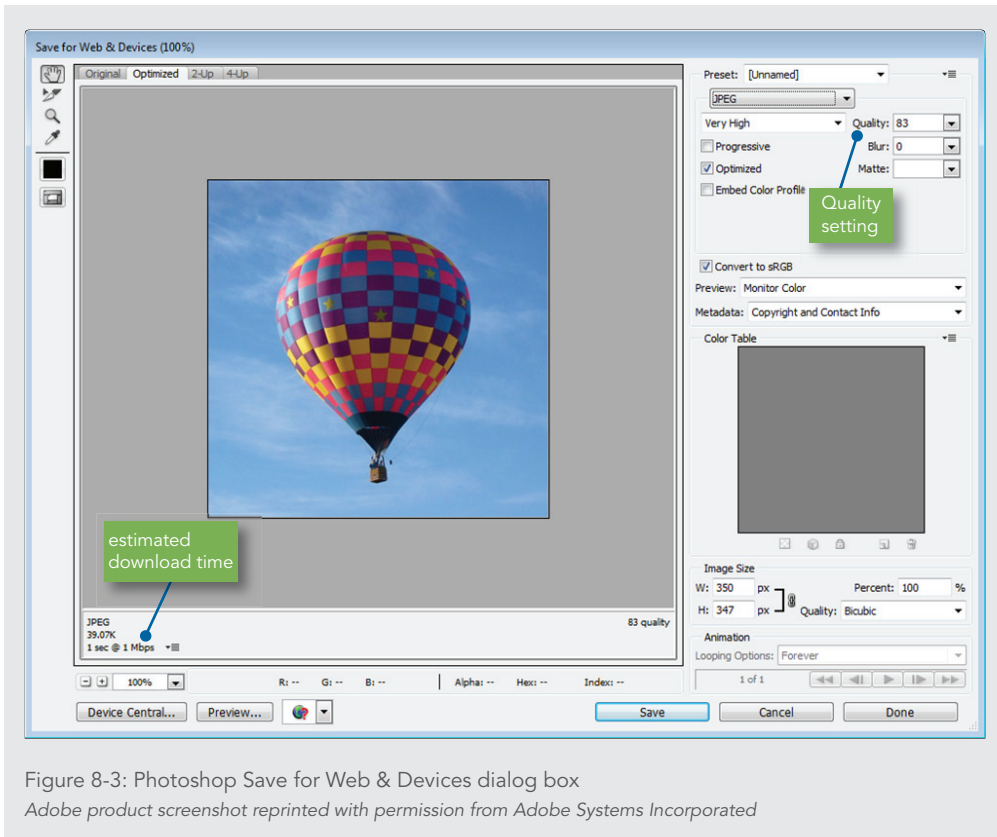 Save for Web & Devices (100%)
Original Optimized 2-Up 4-Up
Preset: [Unnamed]
JPEG
Very High Quality: 83
Progressive Blur: 0
Optimized Matte:
Embed Color Profile
Quality
setting
Convert to sRGB
Preview: Monitor Color
Metadata: Copyright and Contact Info
Color Table
estimated
download time
Image Size
W: 350 px Percent: 100 %
H: 347 px Quality: Bicubic
JPEG 83 quality
39.07K
1 sec @ 1 Mbps
Animation
Looping Options: Forever
1 of 1
100% R: -- G: -- B: -- Alpha: -- Hex: -- Index: --
Device Central... Preview... Save Cancel Done
Figure 8-3: Photoshop Save for Web & Devices dialog box
Adobe product screenshot reprinted with permission from Adobe Systems Incorporated